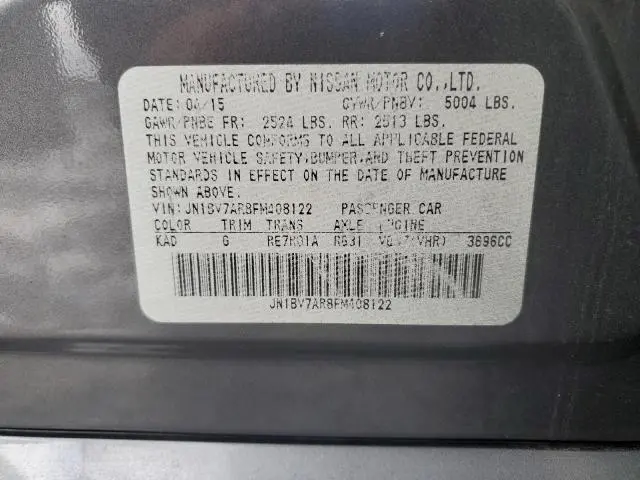 MANUFACTURED BY NISSAN MOTOR CO.,LTD.
DATE: 04/15 GVWR/PNBV: 5004 LBS.
GAWR/PNBE FR: 2524 LBS. RR: 2513 LBS.
THIS VEHICLE CONFORMS TO ALL APPLICABLE FEDERAL
MOTOR VEHICLE SAFETY,BUMPER,AND THEFT PREVENTION
STANDARDS IN EFFECT ON THE DATE OF MANUFACTURE
SHOWN ABOVE.
VIN:JN1BV7AR8FM408122 PASSENGER CAR
COLOR TRIM TRANS AXLE ENGINE
KAD G RE7R01A RG31 (VHR) 3696CC
JN1BV7AR8FM408122